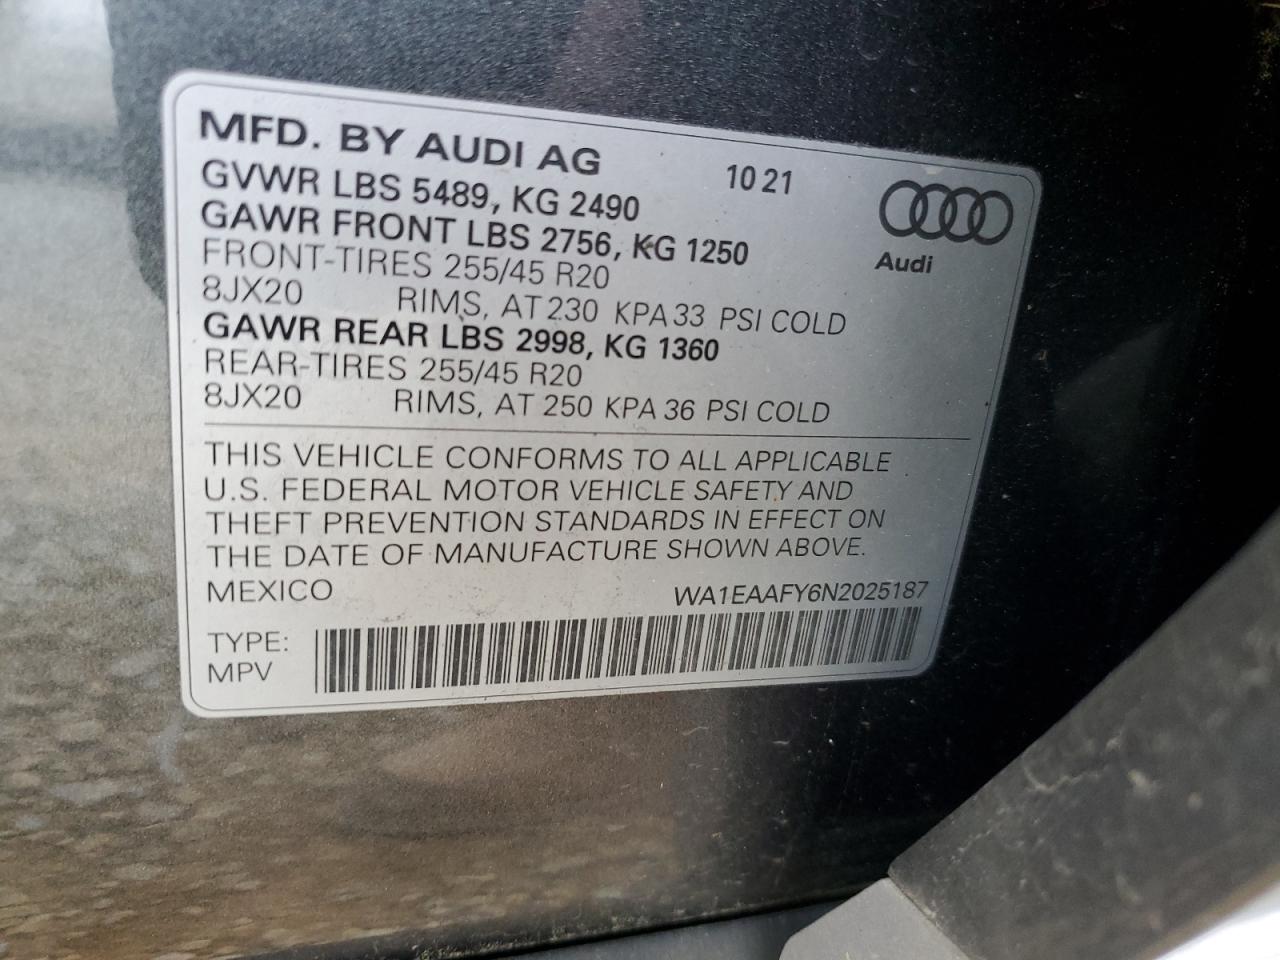 MFD. BY AUDI AG 10 21
GVWR LBS 5489, KG 2490
GAWR FRONT LBS 2756, KG 1250
FRONT-TIRES 255/45 R20
8JX20 RIMS, AT 230 KPA 33 PSI COLD
GAWR REAR LBS 2998, KG 1360
REAR-TIRES 255/45 R20
8JX20 RIMS, AT 250 KPA 36 PSI COLD
Audi
THIS VEHICLE CONFORMS TO ALL APPLICABLE
U.S. FEDERAL MOTOR VEHICLE SAFETY AND
THEFT PREVENTION STANDARDS IN EFFECT ON
THE DATE OF MANUFACTURE SHOWN ABOVE.
MEXICO WA1EAAFY6N2025187
TYPE:
MPV